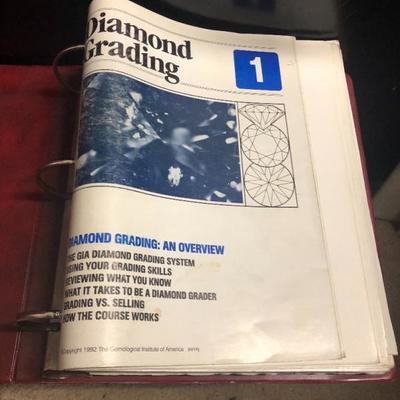 Diamond
Grading
1
DIAMOND GRADING: AN OVERVIEW
THE GIA DIAMOND GRADING SYSTEM
USING YOUR GRADING SKILLS
REVIEWING WHAT YOU KNOW
WHAT IT TAKES TO BE A DIAMOND GRADER
GRADING VS. SELLING
HOW THE COURSE WORKS
Copyright 1992 The Gemological Institute of America